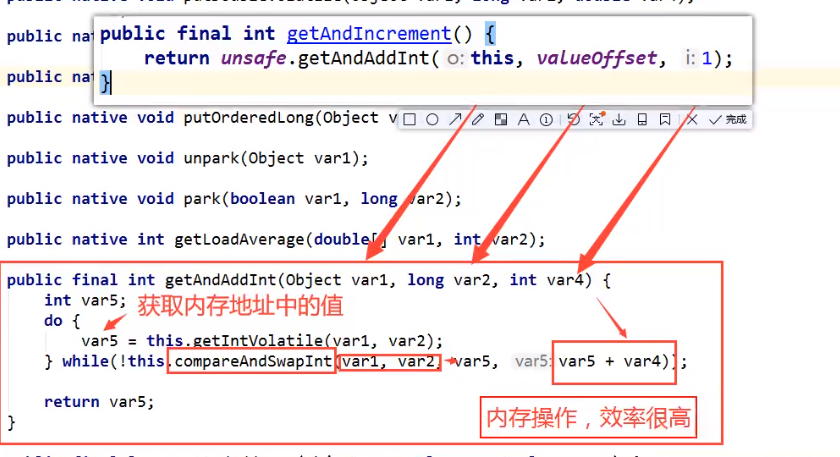 public final int getAndIncrement() {
return unsafe.getAndAddInt( o: this, valueOffset, i: 1);
}
public nat
public nat
public native void putOrderedLong(Object v
完成
public native void unpark(Object var1);
public native void park(boolean var1, long var2);
public native int getLoadAverage(double[] var1, int var2);
public final int getAndAddInt(Object var1, long var2, int var4) {
int var5;
获取内存地址中的值
do {
var5 = this.getIntVolatile(var1, var2);
} while(!this.compareAndSwapInt(var1, var2, var5, var5: var5 + var4));
return var5;
内存操作，效率很高
}